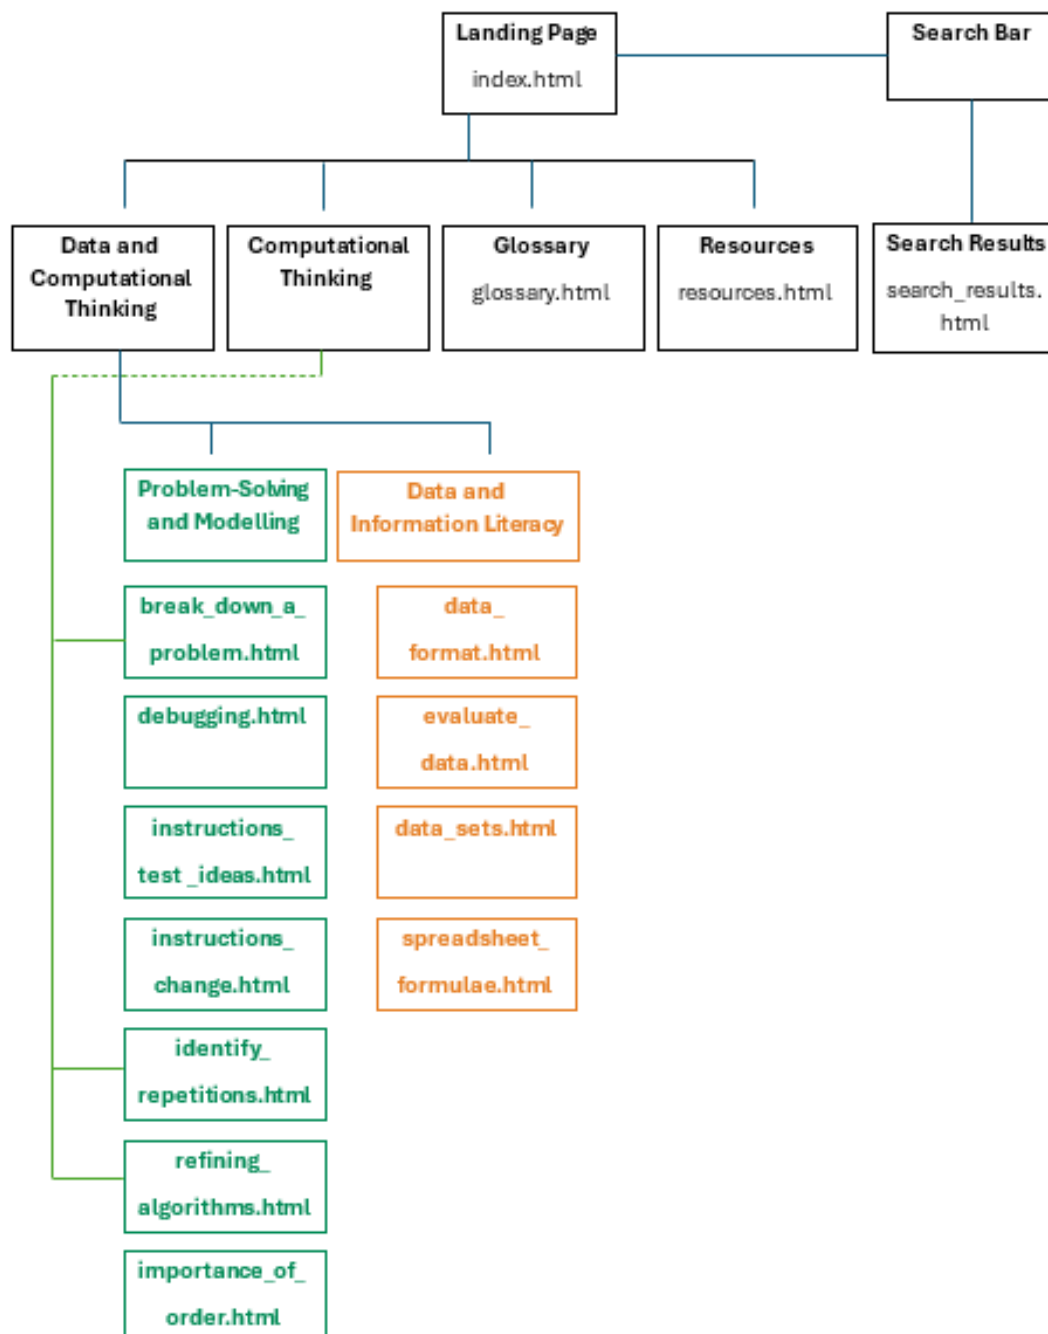 Landing Page
index.html
Search Bar
Data and
Computational
Thinking
Computational
Thinking
Glossary
glossary.html
Resources
resources.html
Search Results
search_results.
html
Problem-Solving
and Modelling
Data and
Information Literacy
break_down_a_
problem.html
data_
format.html
debugging.html
evaluate_
data.html
instructions_
test _ideas.html
data_sets.html
instructions_
change.html
spreadsheet_
formulae.html
identify_
repetitions.html
refining_
algorithms.html
importance_of_
order.html